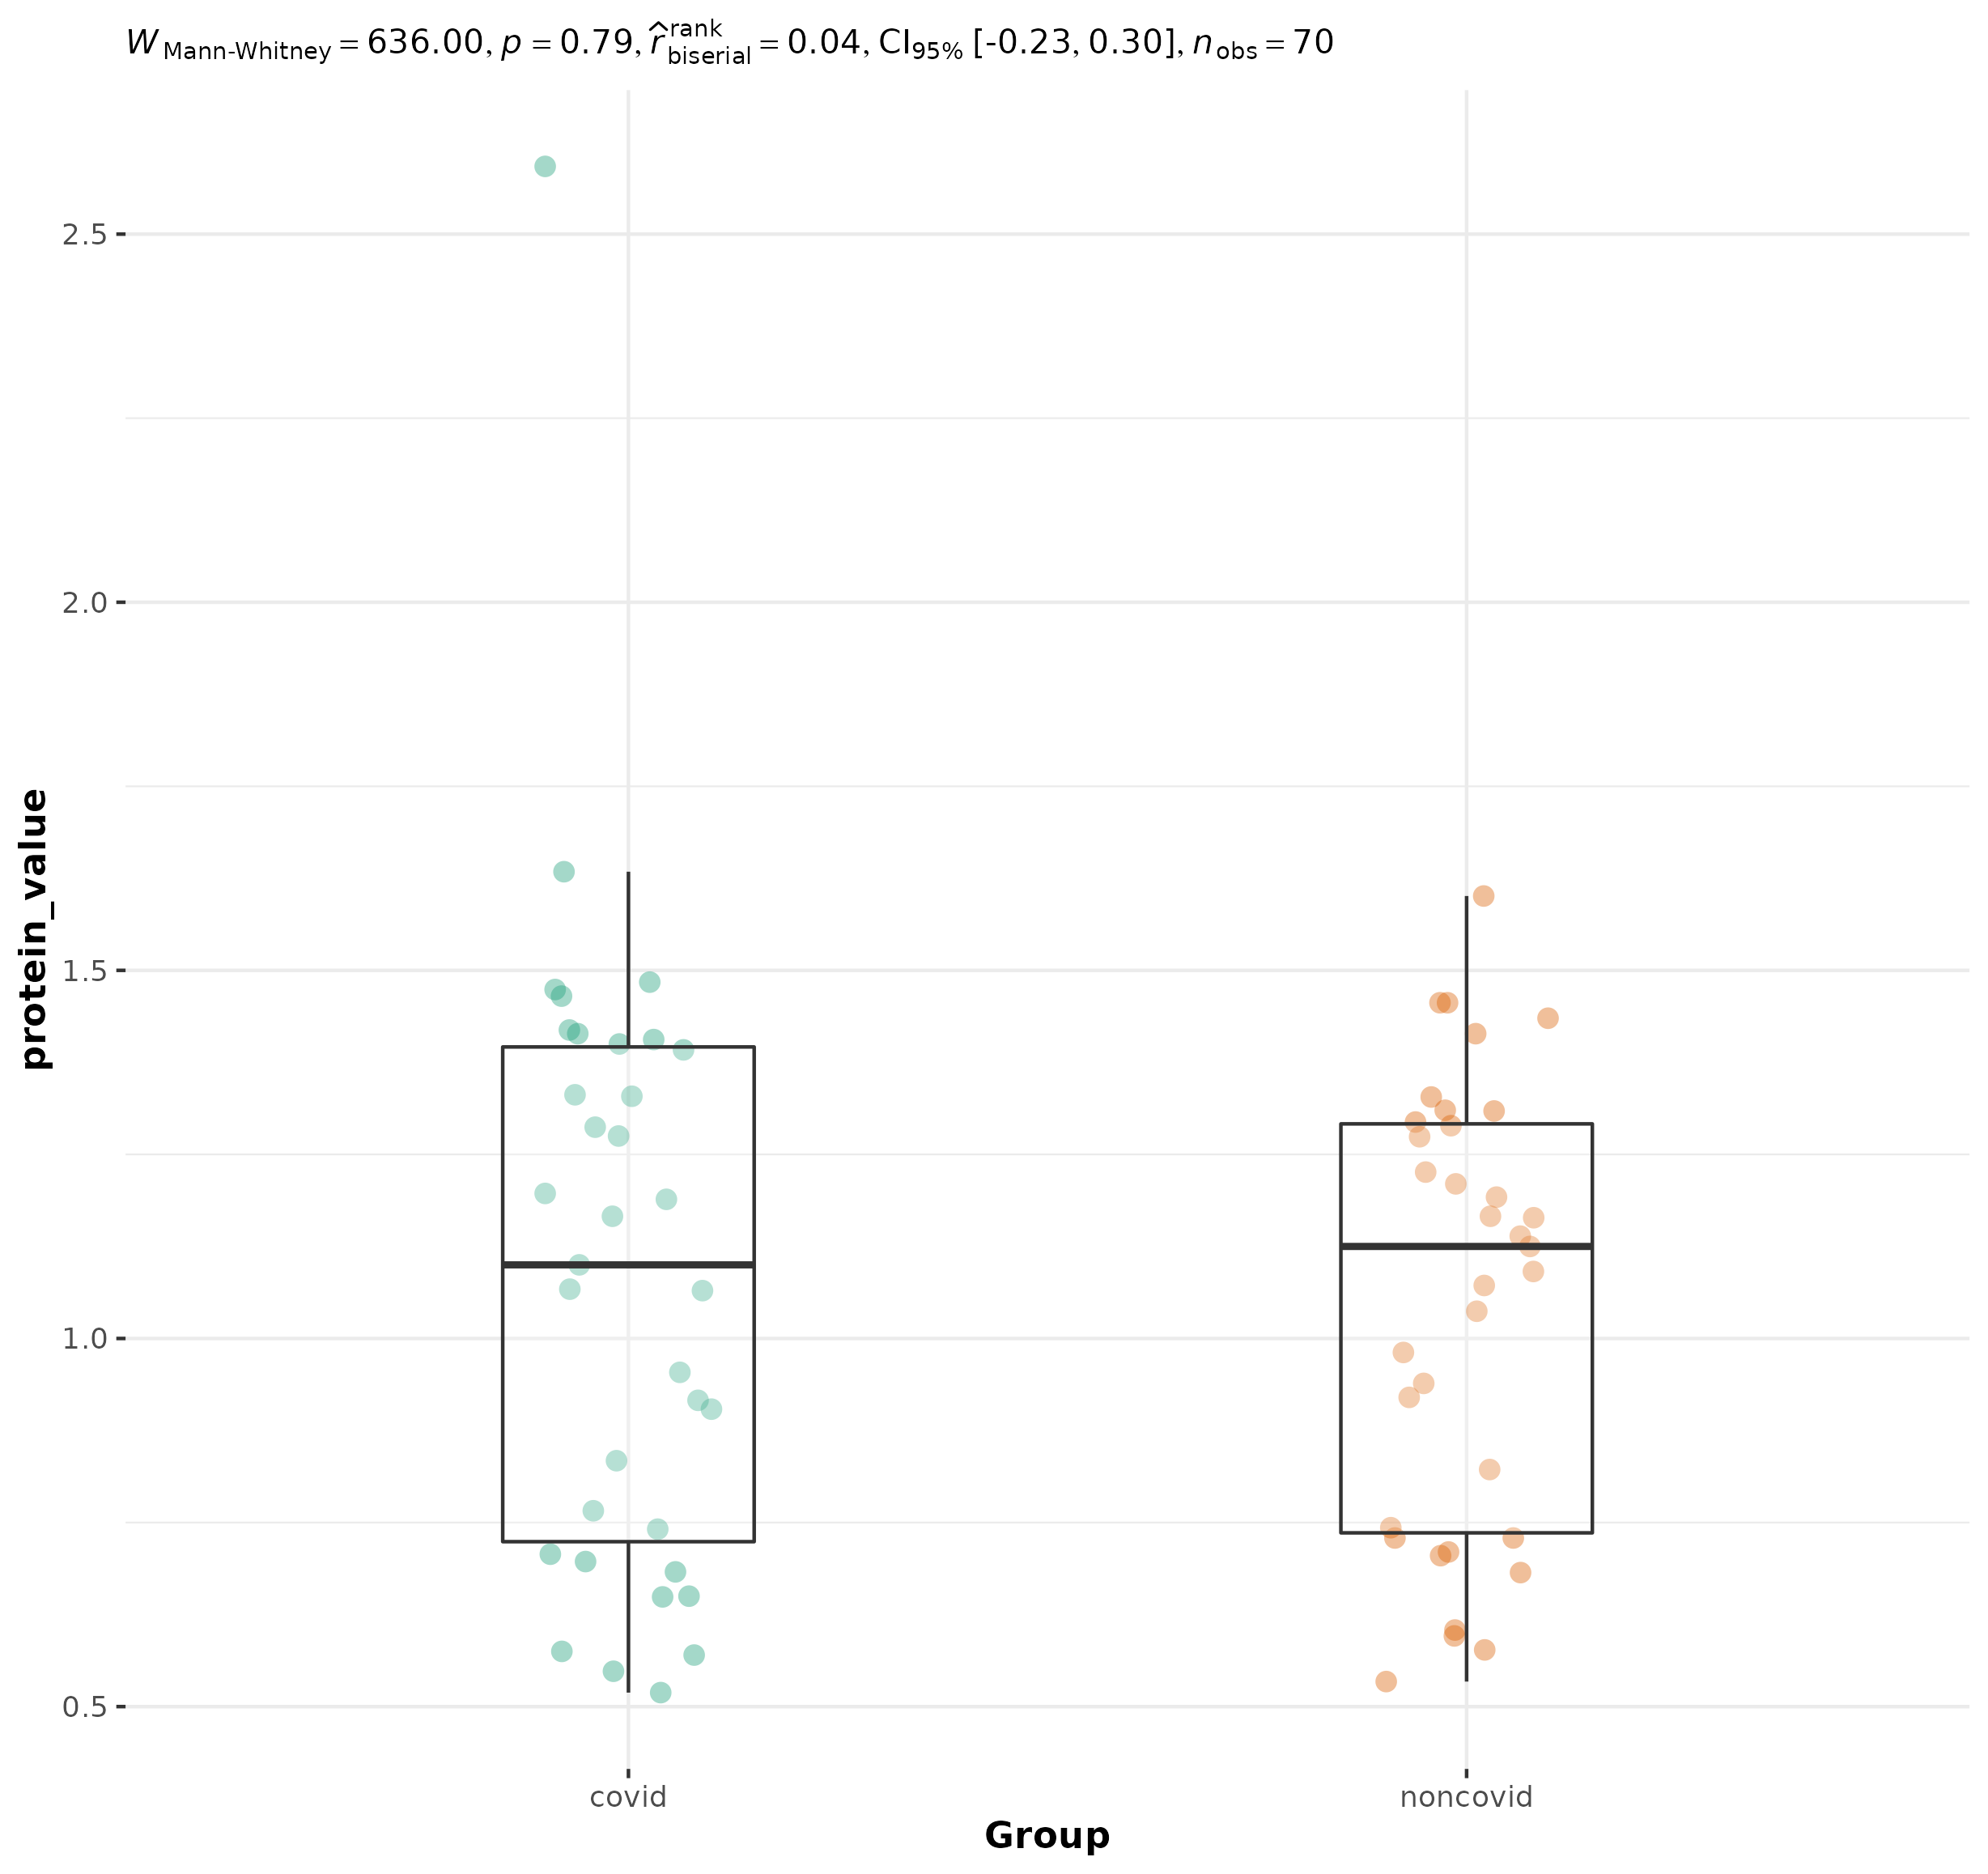 W Mann-Whitney = 636.00, p = 0.79, r̂ rank biserial = 0.04, CI95% [-0.23, 0.30], nobs = 70
2.5
2.0
1.5
1.0
0.5
protein_value
covid noncovid
Group